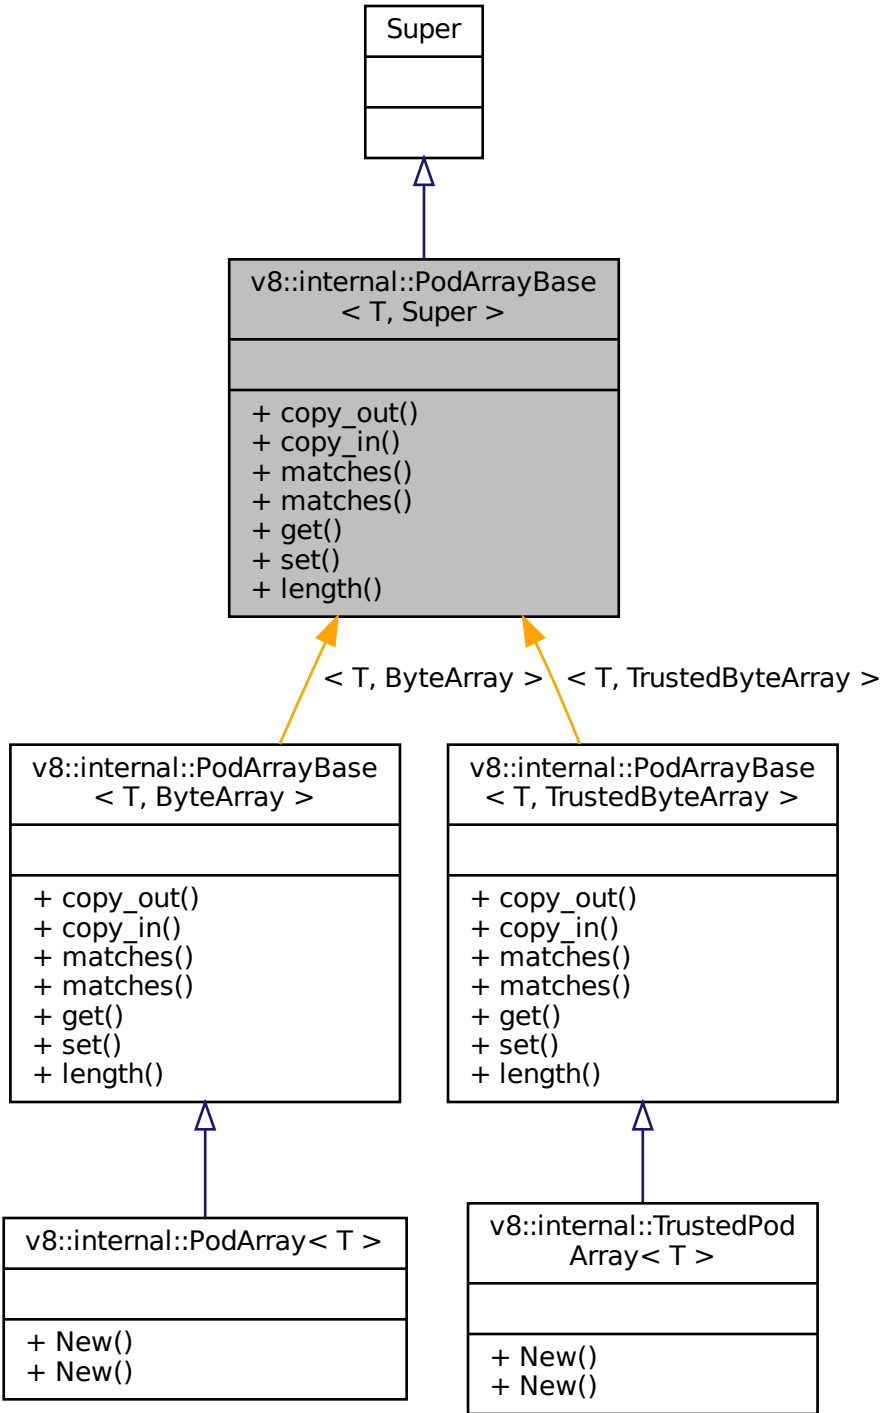 Super
v8::internal::PodArrayBase
< T, Super >
+ copy_out()
+ copy_in()
+ matches()
+ matches()
+ get()
+ set()
+ length()
< T, ByteArray >
< T, TrustedByteArray >
v8::internal::PodArrayBase
< T, ByteArray >
+ copy_out()
+ copy_in()
+ matches()
+ matches()
+ get()
+ set()
+ length()
v8::internal::PodArrayBase
< T, TrustedByteArray >
+ copy_out()
+ copy_in()
+ matches()
+ matches()
+ get()
+ set()
+ length()
v8::internal::PodArray< T >
+ New()
+ New()
v8::internal::TrustedPod
Array< T >
+ New()
+ New()